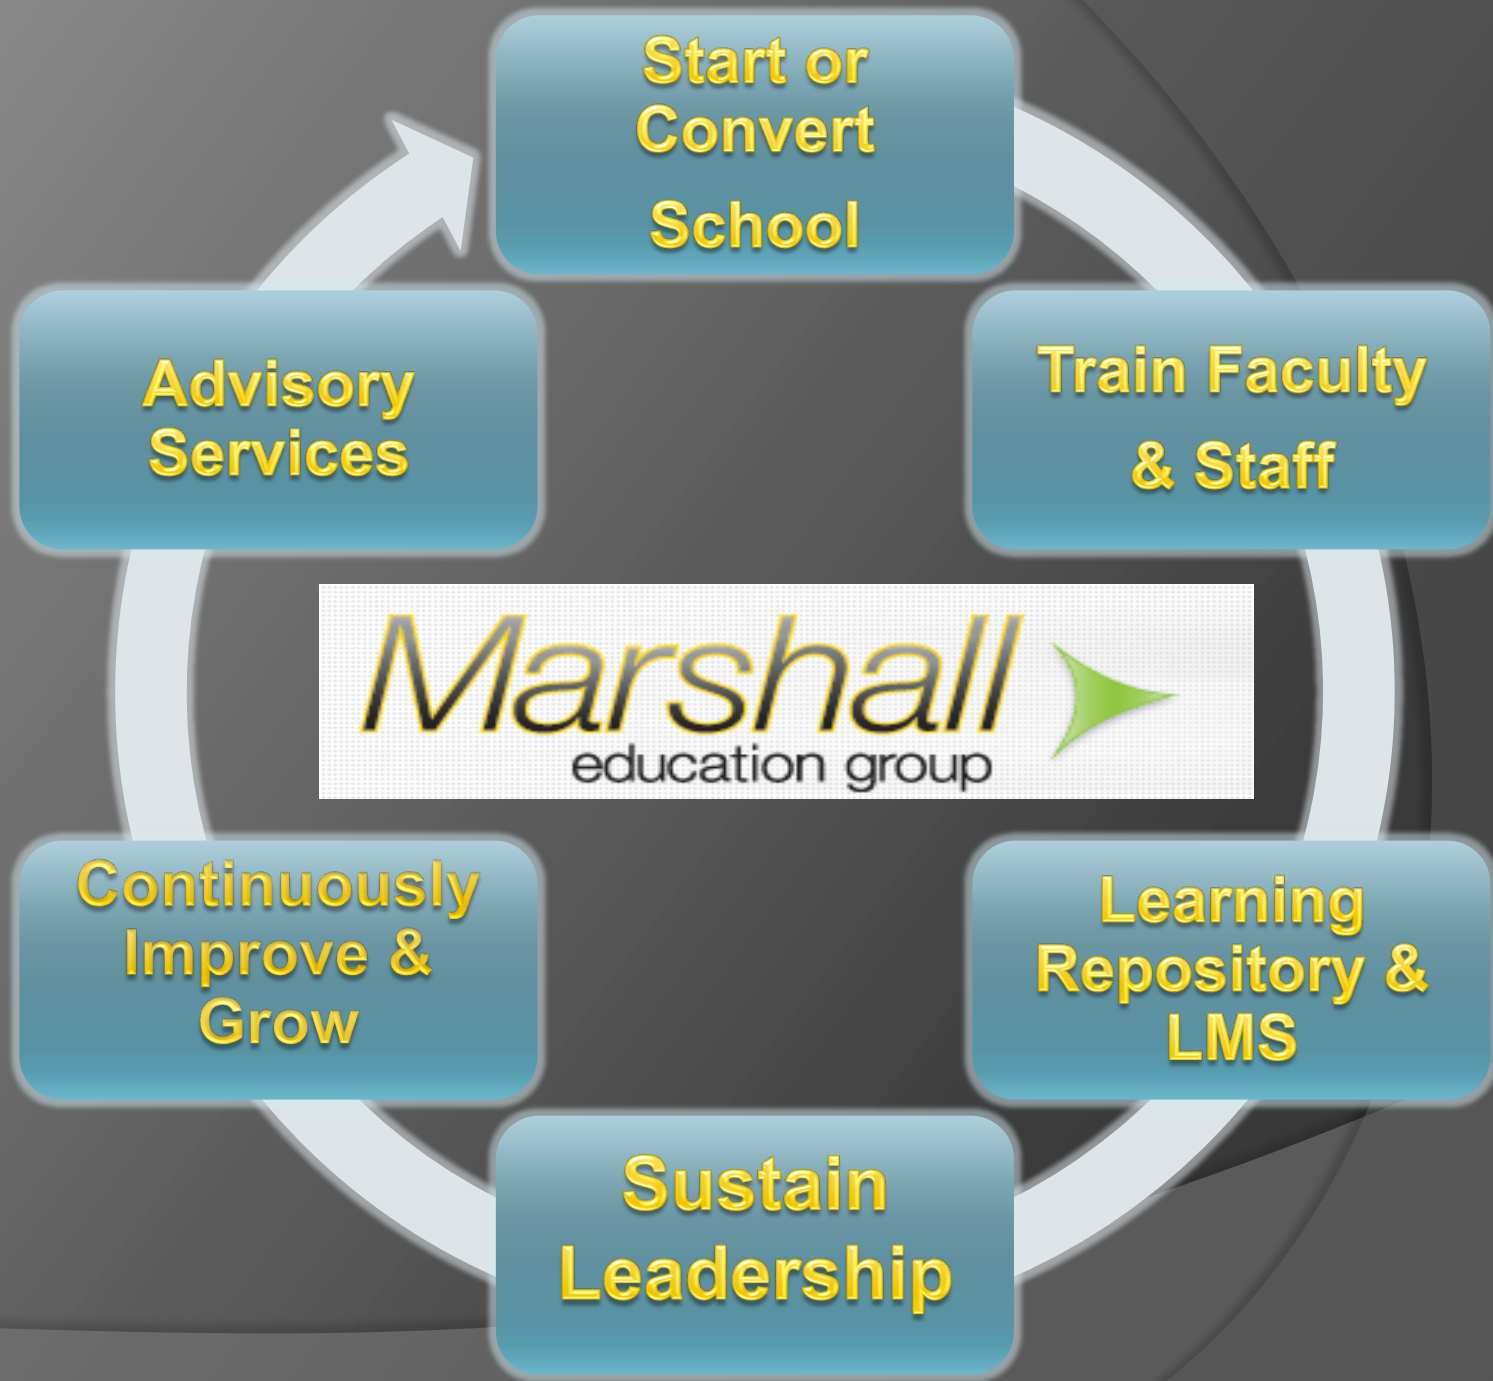 Start or
Convert
School
Train Faculty
& Staff
Learning
Repository &
LMS
Sustain
Leadership
Continuously
Improve &
Grow
Advisory
Services
Marshall
education group